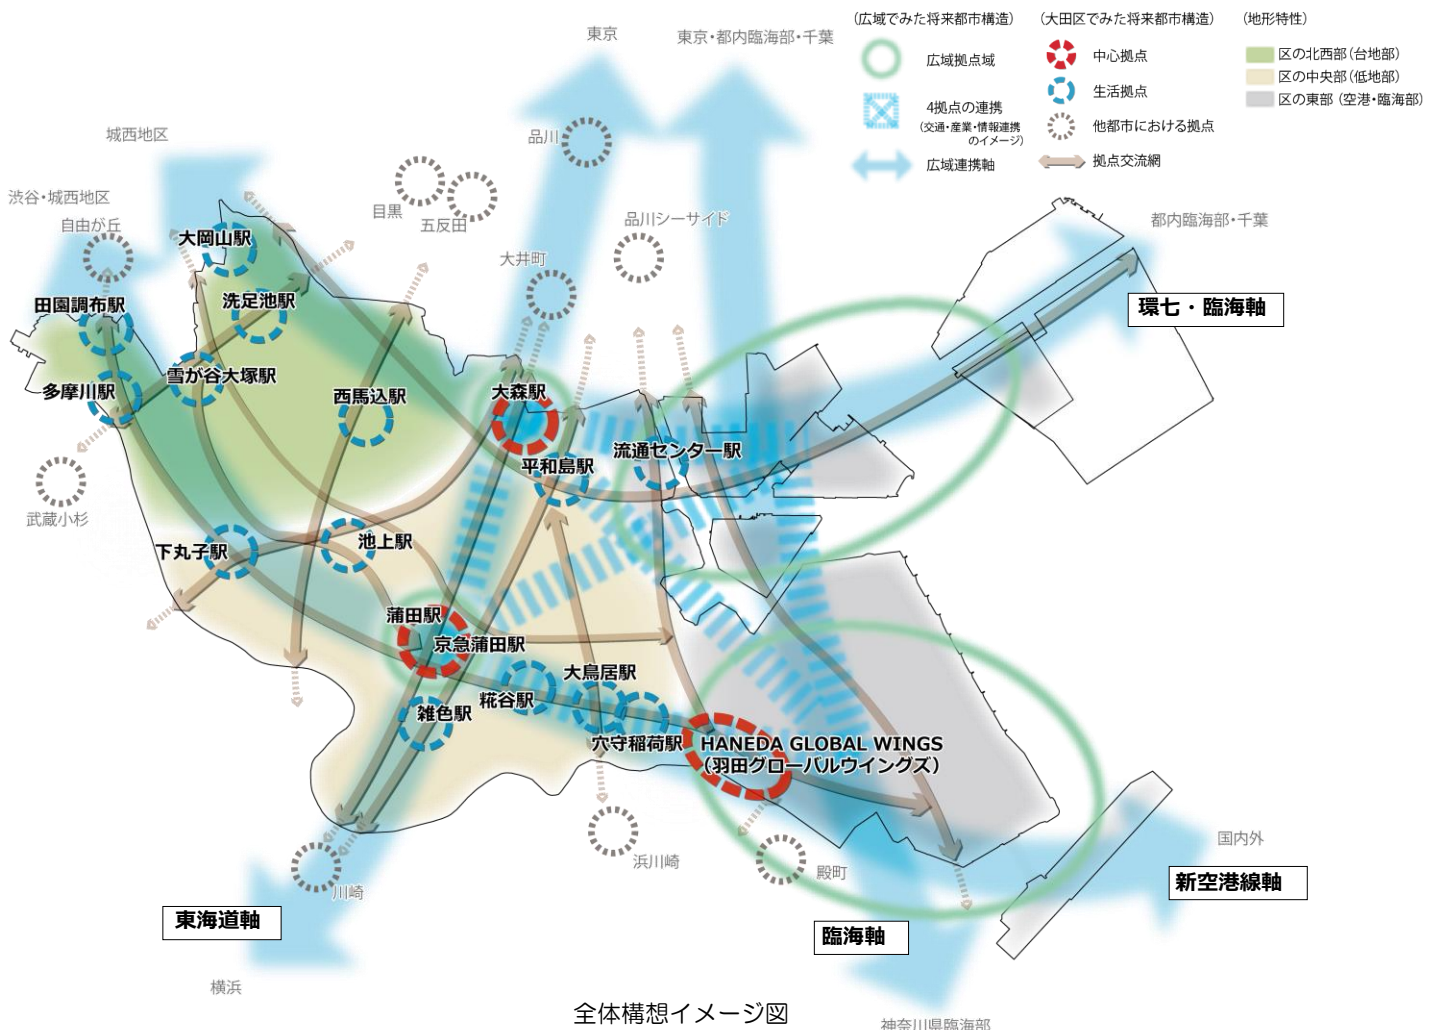 (広域でみた将来都市構造)
広域拠点域
4拠点の連携
(交通・産業・情報連携
のイメージ)
広域連携軸
(大田区でみた将来都市構造)
中心拠点
生活拠点
他都市における拠点
拠点交流網
(地形特性)
区の北西部(台地部)
区の中央部(低地部)
区の東部(空港・臨海部)
東京
東京・都内臨海部・千葉
城西地区
品川
渋谷・城西地区
自由が丘
目黒
五反田
品川シーサイド
都内臨海部・千葉
大岡山駅
大井町
田園調布駅
洗足池駅
環七・臨海軸
雪が谷大塚駅
多摩川駅
西馬込駅
大森駅
流通センター駅
平和島駅
武蔵小杉
下丸子駅
池上駅
蒲田駅
京急蒲田駅
大鳥居駅
糀谷駅
雑色駅
穴守稲荷駅
HANEDA GLOBAL WINGS
(羽田グローバルウイングズ)
国内外
浜川崎
殿町
川崎
新空港線軸
東海道軸
臨海軸
横浜
全体構想イメージ図
神奈川県臨海部